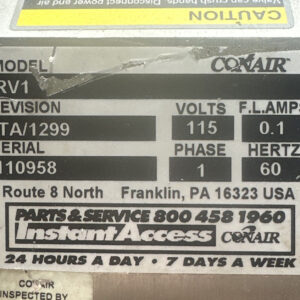 Valve can crush hands. Disconnect power and air
CAUTION
MODEL CONAIR
RV1
REVISION VOLTS F.L.AMPS
TA/1299 115 0.1
SERIAL PHASE HERTZ
110958 1 60
Route 8 North Franklin, PA 16323 USA
PARTS & SERVICE 800 458 1960
Instant Access CONAIR
24 HOURS A DAY • 7 DAYS A WEEK
CONAIR
INSPECTED BY